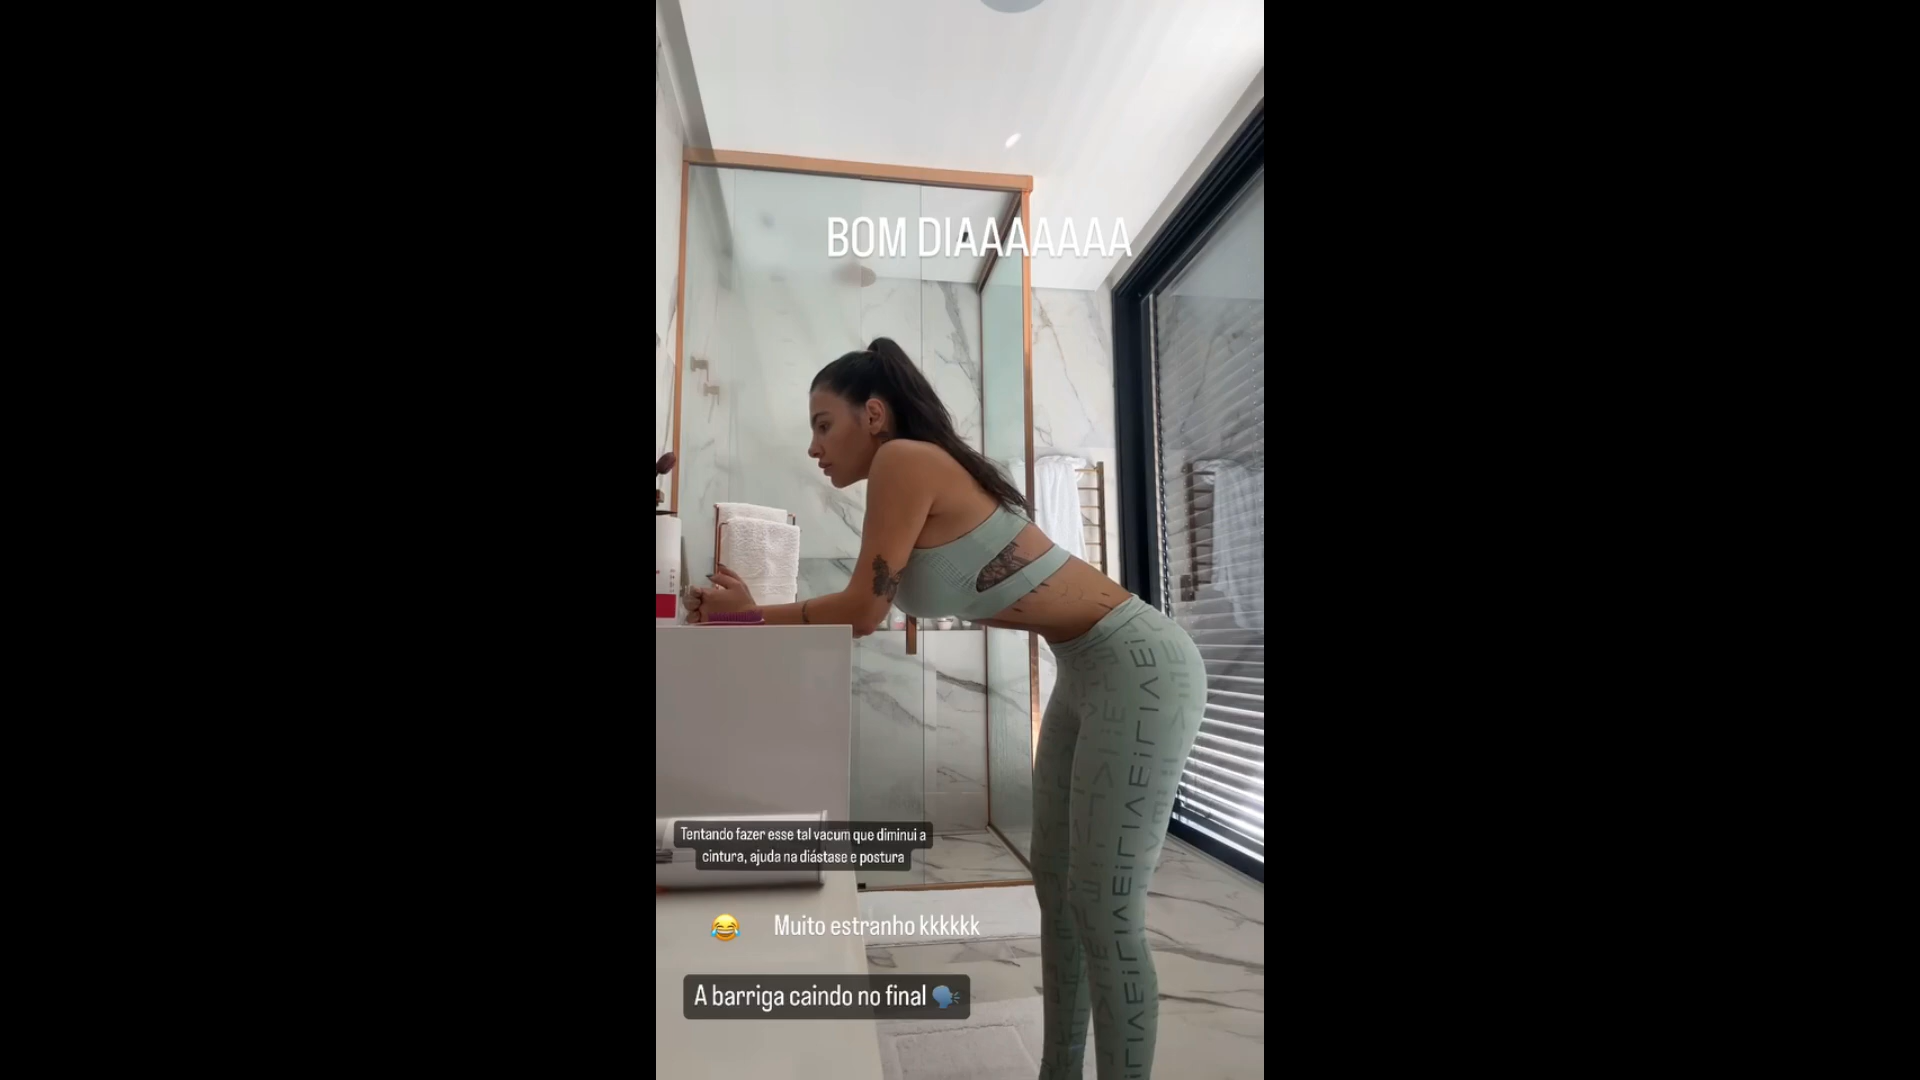 BOM DIAAAAAAA
Tentando fazer esse tal vacum que diminui a
cintura, ajuda na diástase e postura
😂 Muito estranho kkkkkk
A barriga caindo no final 🗣️